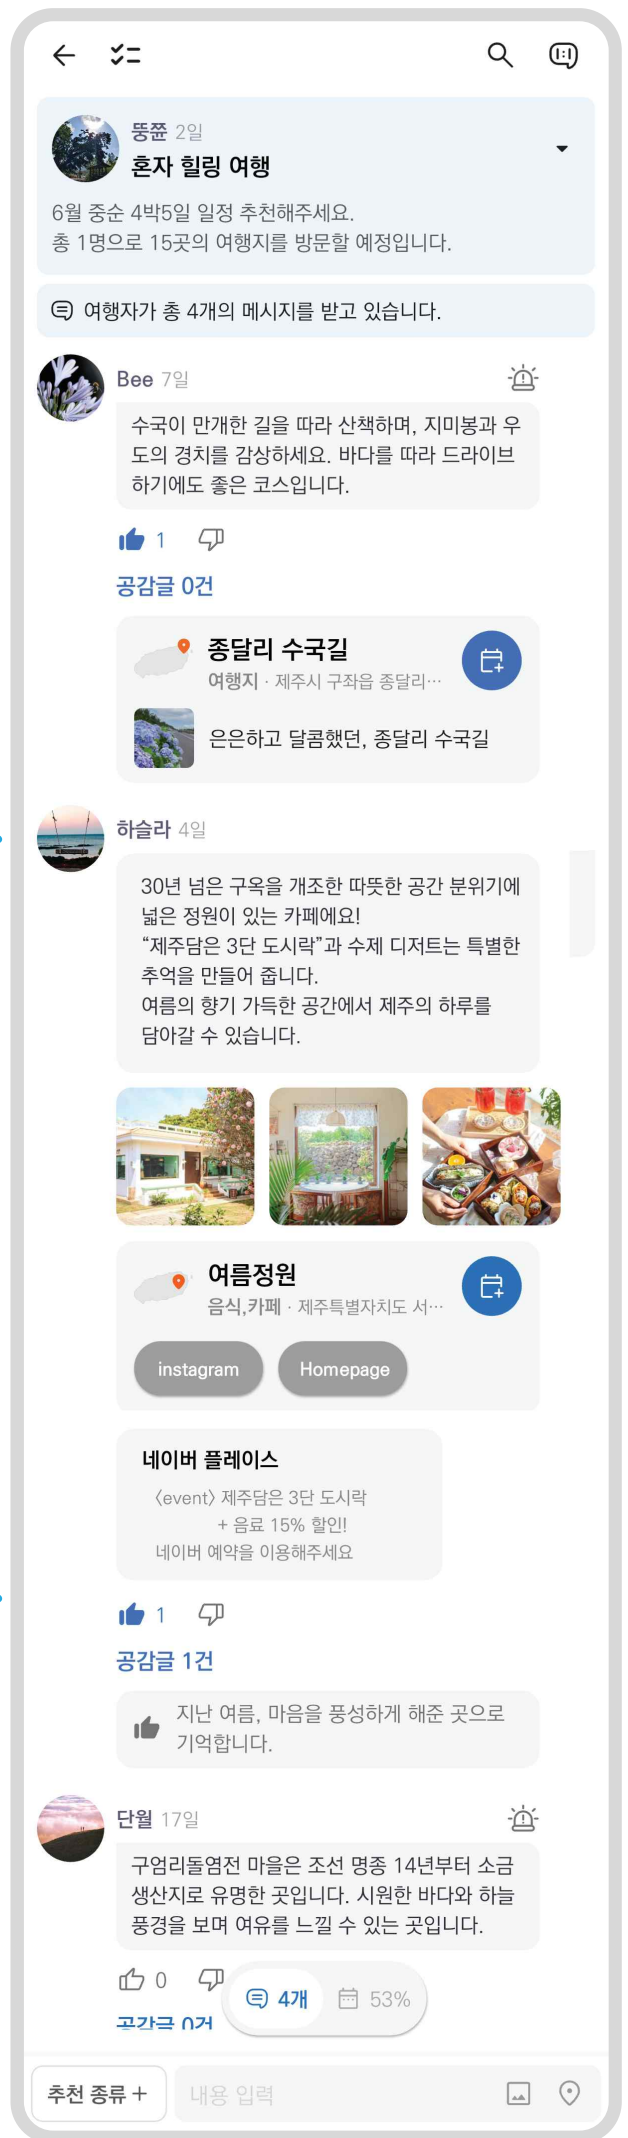 뚱쮼 2일
혼자 힐링 여행
6월 중순 4박5일 일정 추천해주세요.
총 1명으로 15곳의 여행지를 방문할 예정입니다.
여행자가 총 4개의 메시지를 받고 있습니다.
Bee 7일
수국이 만개한 길을 따라 산책하며, 지미봉과 우
도의 경치를 감상하세요. 바다를 따라 드라이브
하기에도 좋은 코스입니다.
1
공감글 0건
종달리 수국길
여행지 · 제주시 구좌읍 종달리…
은은하고 달콤했던, 종달리 수국길
하슬라 4일
30년 넘은 구옥을 개조한 따뜻한 공간 분위기에
넓은 정원이 있는 카페에요!
“제주담은 3단 도시락”과 수제 디저트는 특별한
추억을 만들어 줍니다.
여름의 향기 가득한 공간에서 제주의 하루를
담아갈 수 있습니다.
여름정원
음식,카페 · 제주특별자치도 서…
instagram Homepage
네이버 플레이스
〈event〉 제주담은 3단 도시락
+ 음료 15% 할인!
네이버 예약을 이용해주세요
1
공감글 1건
지난 여름, 마음을 풍성하게 해준 곳으로
기억합니다.
단월 17일
구엄리돌염전 마을은 조선 명종 14년부터 소금
생산지로 유명한 곳입니다. 시원한 바다와 하늘
풍경을 보며 여유를 느낄 수 있는 곳입니다.
0
4개 53%
공감글 0건
추천 종류 + 내용 입력